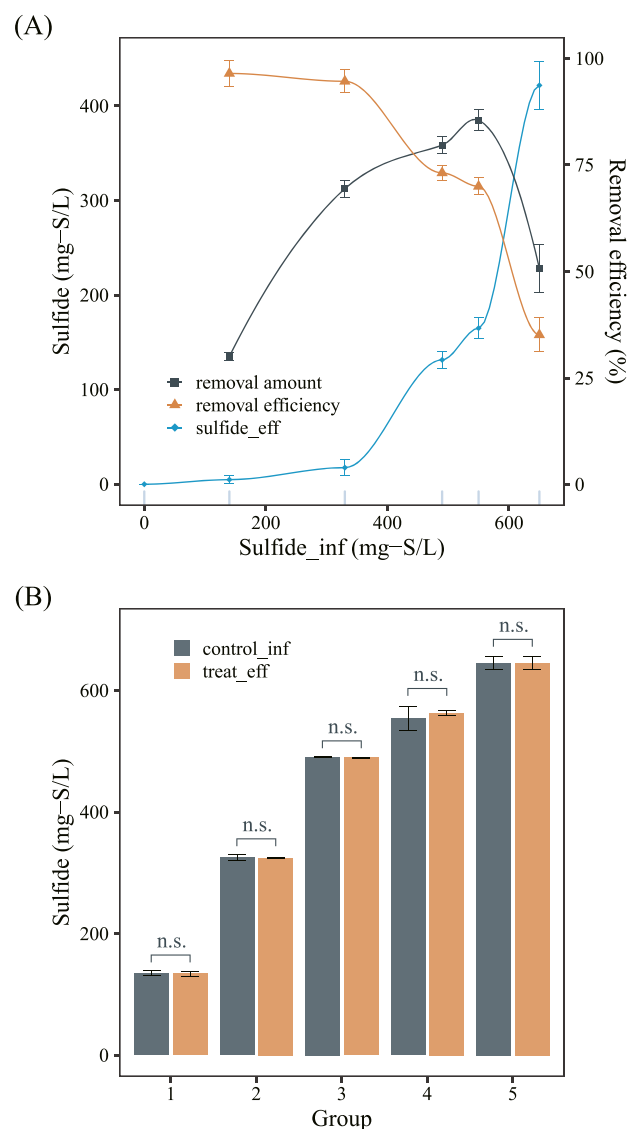 (A)
Sulfide (mg−S/L)
400
300
200
100
0
100
75
50
25
0
Removal efficiency (%)
removal amount
removal efficiency
sulfide_eff
0 200 400 600
Sulfide_inf (mg−S/L)
(B)
Sulfide (mg−S/L)
600
400
200
0
control_inf
treat_eff
n.s.
n.s.
n.s.
n.s.
n.s.
1 2 3 4 5
Group